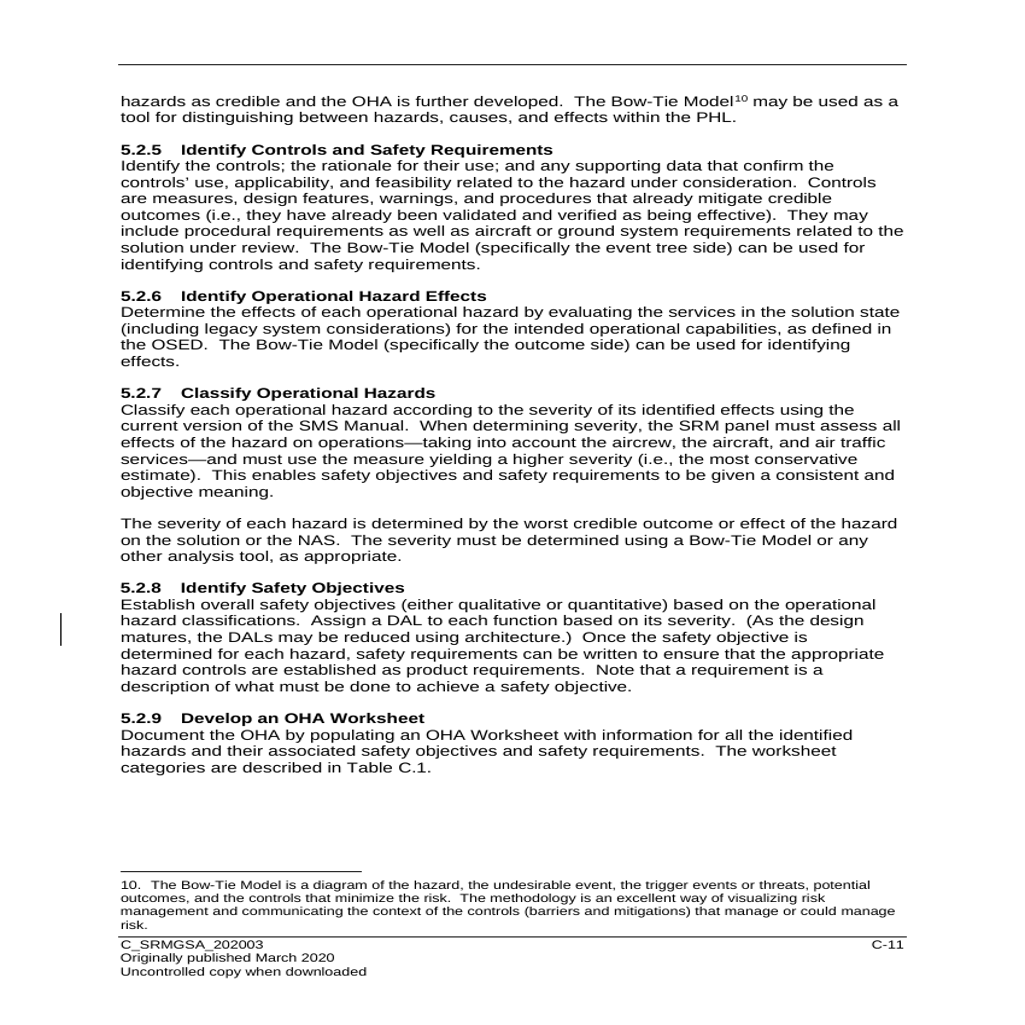 hazards as credible and the OHA is further developed.  The Bow-Tie Model¹⁰ may be used as a
tool for distinguishing between hazards, causes, and effects within the PHL.
5.2.5 Identify Controls and Safety Requirements
Identify the controls; the rationale for their use; and any supporting data that confirm the
controls’ use, applicability, and feasibility related to the hazard under consideration.  Controls
are measures, design features, warnings, and procedures that already mitigate credible
outcomes (i.e., they have already been validated and verified as being effective).  They may
include procedural requirements as well as aircraft or ground system requirements related to the
solution under review.  The Bow-Tie Model (specifically the event tree side) can be used for
identifying controls and safety requirements.
5.2.6 Identify Operational Hazard Effects
Determine the effects of each operational hazard by evaluating the services in the solution state
(including legacy system considerations) for the intended operational capabilities, as defined in
the OSED.  The Bow-Tie Model (specifically the outcome side) can be used for identifying
effects.
5.2.7 Classify Operational Hazards
Classify each operational hazard according to the severity of its identified effects using the
current version of the SMS Manual.  When determining severity, the SRM panel must assess all
effects of the hazard on operations—taking into account the aircrew, the aircraft, and air traffic
services—and must use the measure yielding a higher severity (i.e., the most conservative
estimate).  This enables safety objectives and safety requirements to be given a consistent and
objective meaning.
The severity of each hazard is determined by the worst credible outcome or effect of the hazard
on the solution or the NAS.  The severity must be determined using a Bow-Tie Model or any
other analysis tool, as appropriate.
5.2.8 Identify Safety Objectives
Establish overall safety objectives (either qualitative or quantitative) based on the operational
hazard classifications.  Assign a DAL to each function based on its severity.  (As the design
matures, the DALs may be reduced using architecture.)  Once the safety objective is
determined for each hazard, safety requirements can be written to ensure that the appropriate
hazard controls are established as product requirements.  Note that a requirement is a
description of what must be done to achieve a safety objective.
5.2.9 Develop an OHA Worksheet
Document the OHA by populating an OHA Worksheet with information for all the identified
hazards and their associated safety objectives and safety requirements.  The worksheet
categories are described in Table C.1.
10.  The Bow-Tie Model is a diagram of the hazard, the undesirable event, the trigger events or threats, potential
outcomes, and the controls that minimize the risk.  The methodology is an excellent way of visualizing risk
management and communicating the context of the controls (barriers and mitigations) that manage or could manage
risk.
C_SRMGSA_202003 C-11
Originally published March 2020
Uncontrolled copy when downloaded